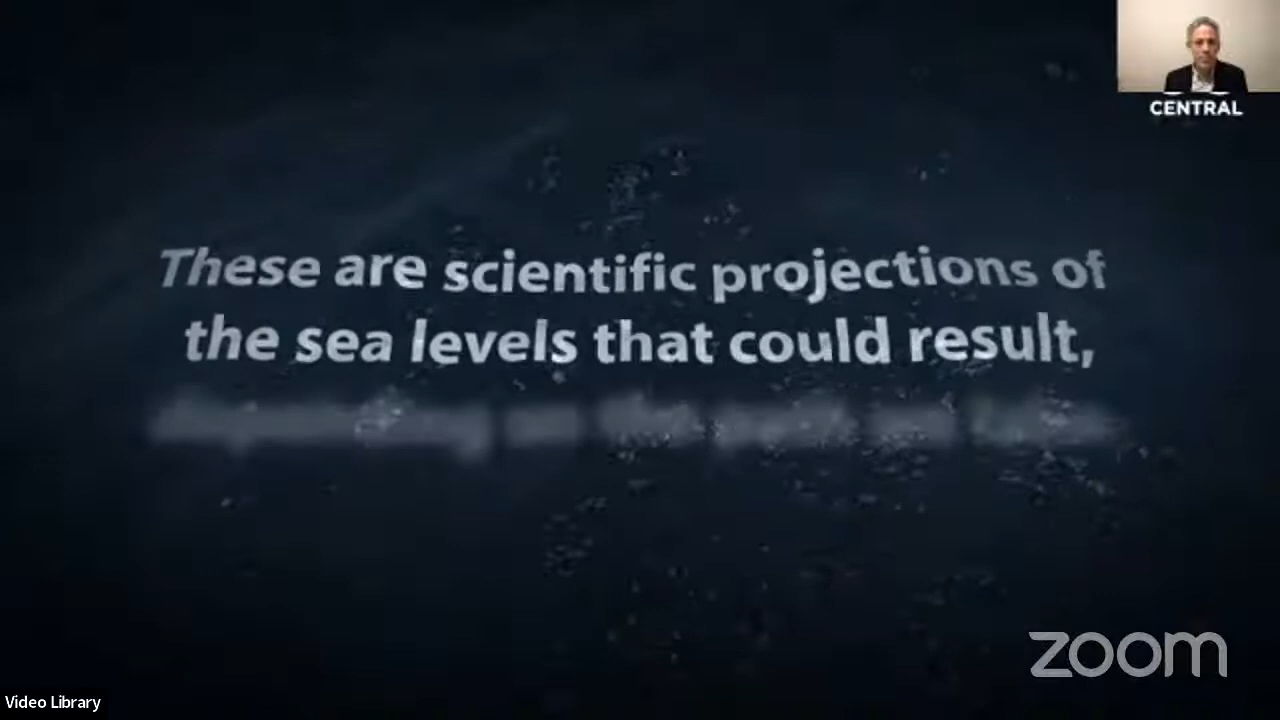 CENTRAL
These are scientific projections of
the sea levels that could result,
zoom
Video Library